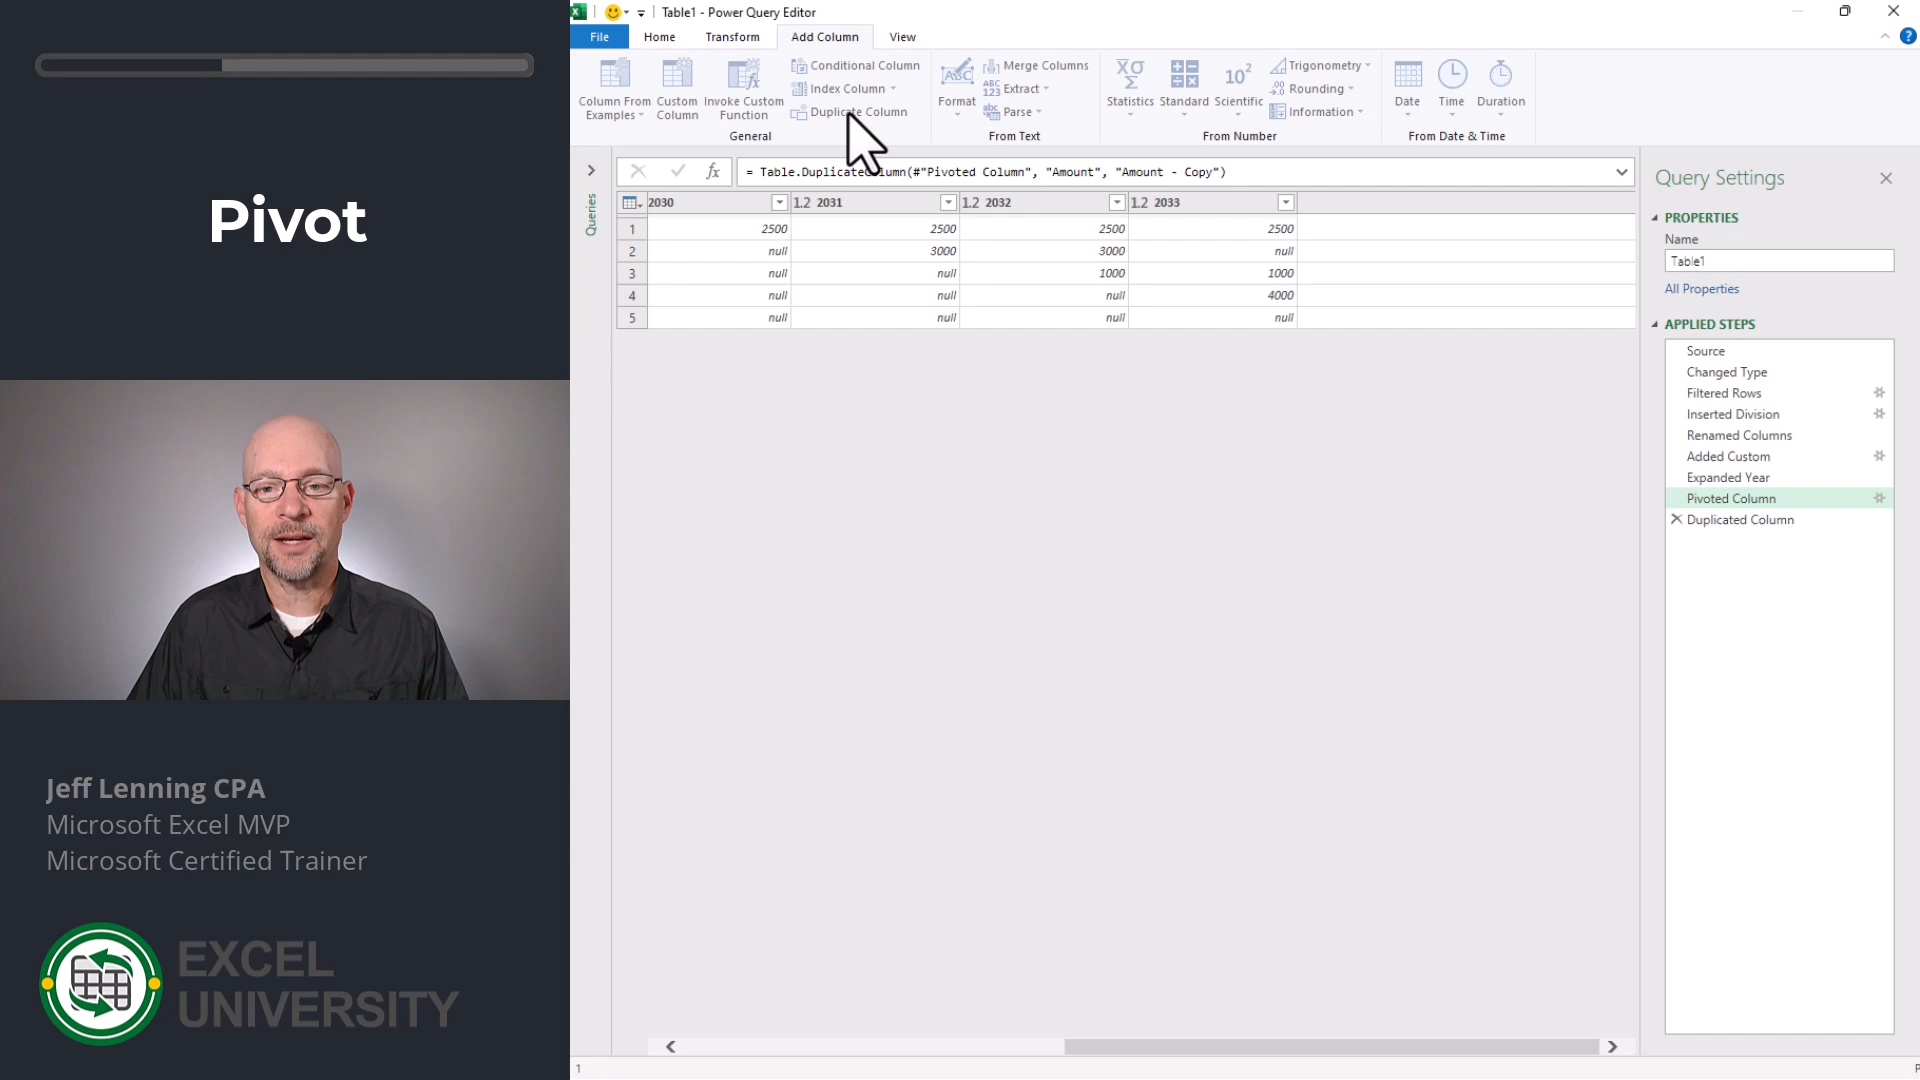 Pivot
Jeff Lenning CPA
Microsoft Excel MVP
Microsoft Certified Trainer
EXCEL
UNIVERSITY
Table1 - Power Query Editor
File
Home
Transform
Add Column
View
Column From
Examples
Custom
Column
Invoke Custom
Function
Conditional Column
Index Column
Duplicate Column
General
Format
Merge Columns
Extract
Parse
From Text
Statistics
Standard
Scientific
Trigonometry
Rounding
Information
From Number
Date
Time
Duration
From Date & Time
Queries
fx = Table.DuplicateColumn(#"Pivoted Column", "Amount", "Amount - Copy")
2030 1.2 2031 1.2 2032 1.2 2033
1 2500 2500 2500 2500
2 null 3000 3000 null
3 null null 1000 1000
4 null null null 4000
5 null null null null
1
Query Settings
PROPERTIES
Name
Table1
All Properties
APPLIED STEPS
Source
Changed Type
Filtered Rows
Inserted Division
Renamed Columns
Added Custom
Expanded Year
Pivoted Column
Duplicated Column